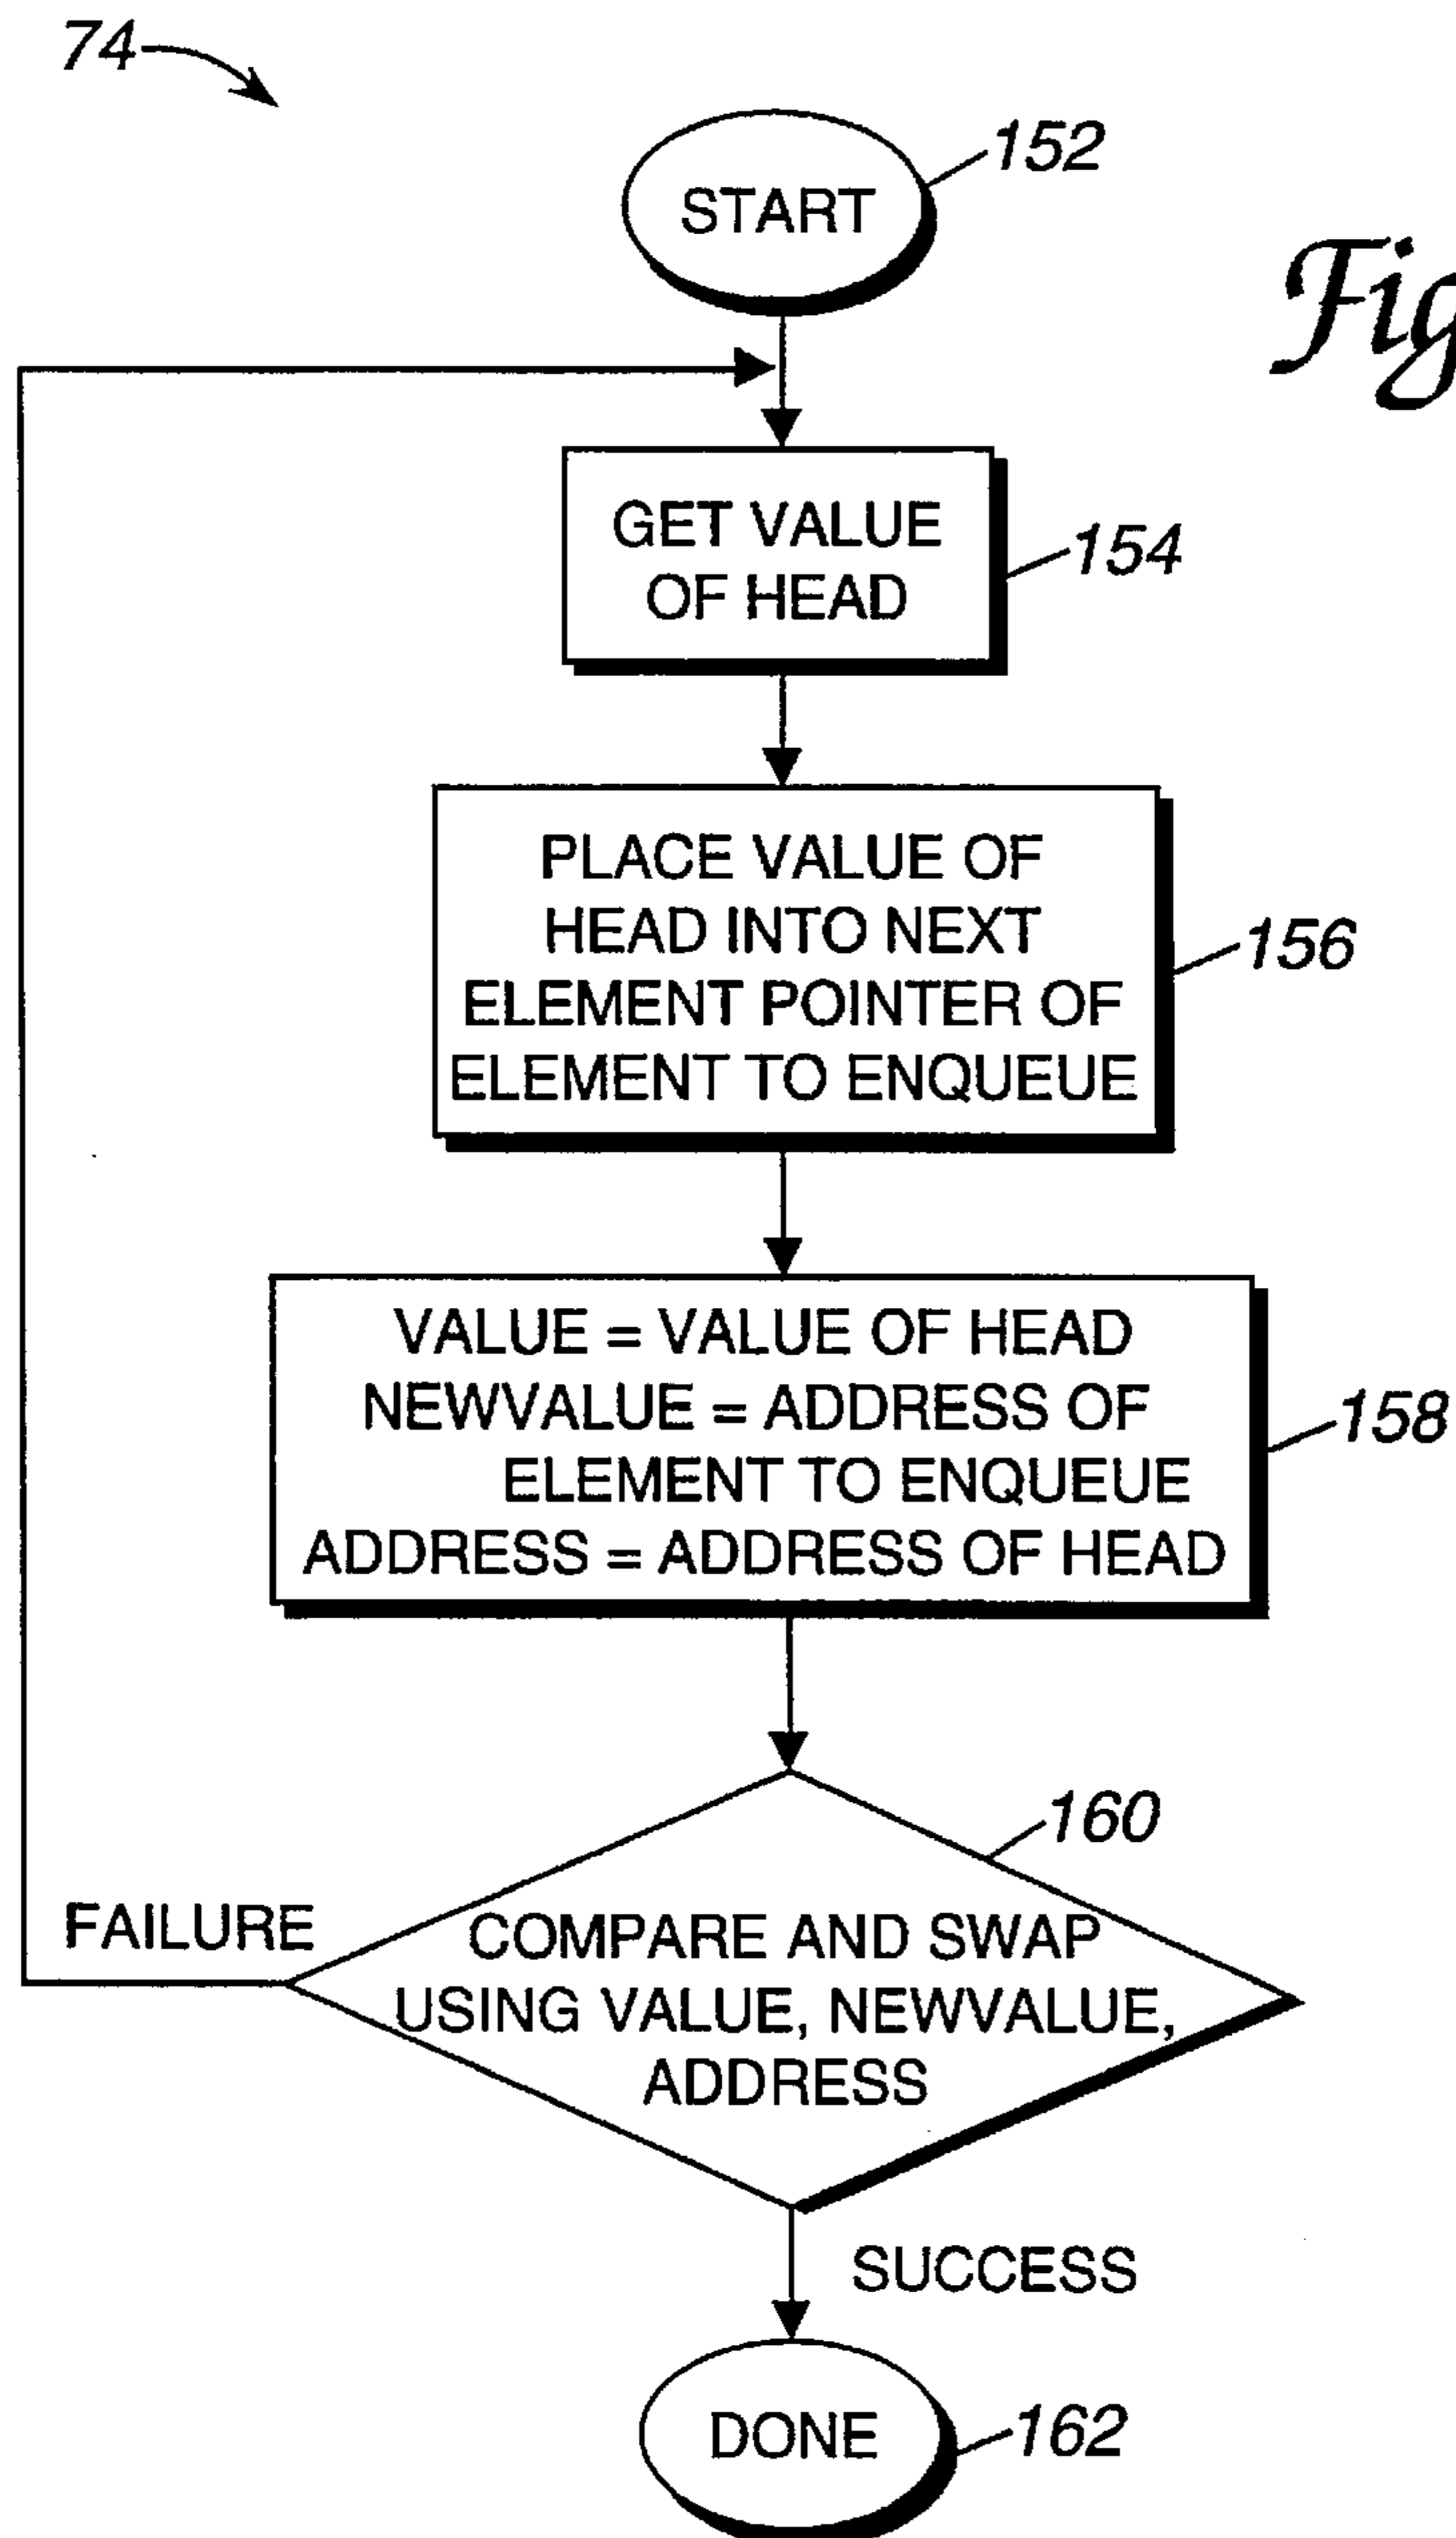 74
START
152
Fig
GET VALUE
OF HEAD
154
PLACE VALUE OF
HEAD INTO NEXT
ELEMENT POINTER OF
ELEMENT TO ENQUEUE
156
VALUE = VALUE OF HEAD
NEWVALUE = ADDRESS OF
ELEMENT TO ENQUEUE
ADDRESS = ADDRESS OF HEAD
158
160
FAILURE
COMPARE AND SWAP
USING VALUE, NEWVALUE,
ADDRESS
SUCCESS
DONE
162